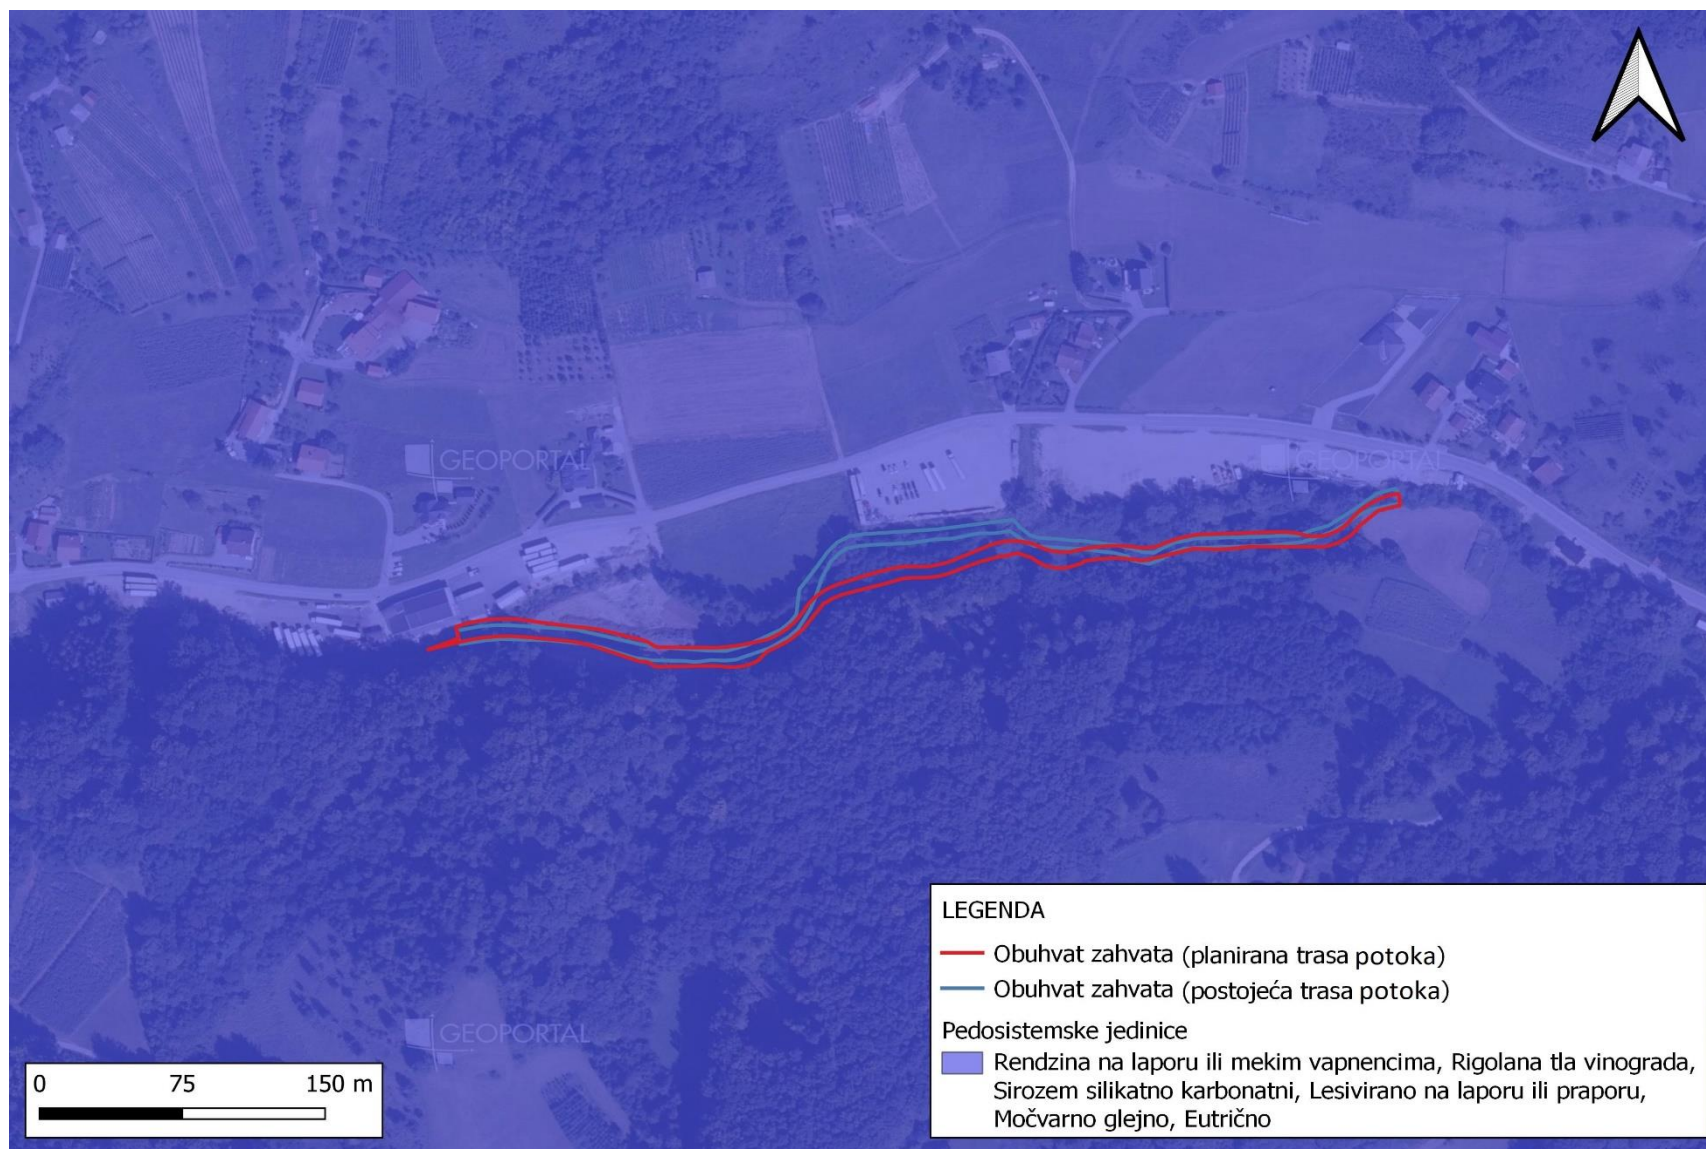 GEOPORTAL
GEOPORTAL
GEOPORTAL
LEGENDA
Obuhvat zahvata (planirana trasa potoka)
Obuhvat zahvata (postojeća trasa potoka)
Pedosistemske jedinice
Rendzina na laporu ili mekim vapnencima, Rigolana tla vinograda,
Sirozem silikatno karbonatni, Lesivirano na laporu ili praporu,
Močvarno glejno, Eutrično
0 75 150 m